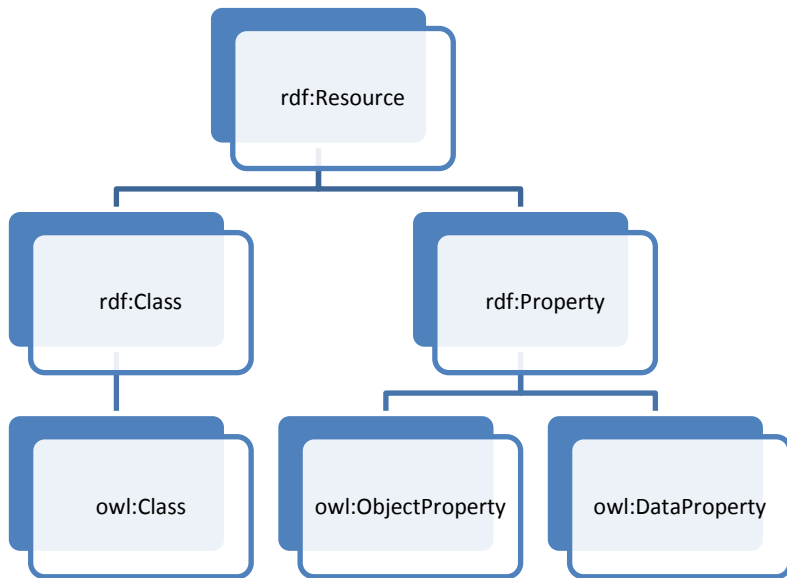 rdf:Resource
rdf:Class
rdf:Property
owl:Class
owl:ObjectProperty
owl:DataProperty